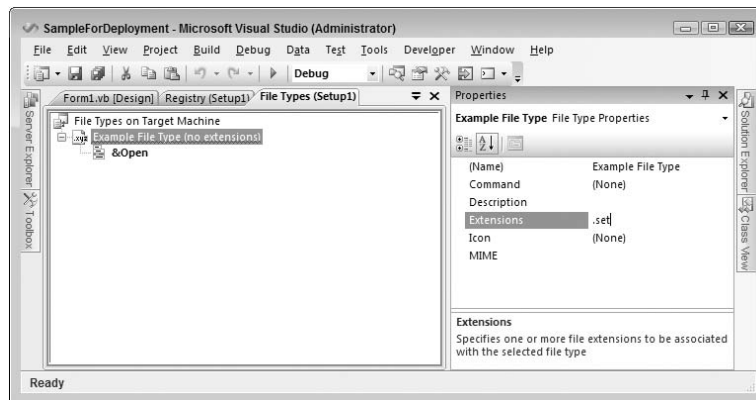 SampleForDeployment - Microsoft Visual Studio (Administrator)
File Edit View Project Build Debug Data Test Tools Developer Window Help
Debug
Server Explorer
Toolbox
Form1.vb [Design] Registry (Setup1) File Types (Setup1)
File Types on Target Machine
.xyz Example File Type (no extensions)
&Open
Properties
Example File Type File Type Properties
(Name) Example File Type
Command (None)
Description
Extensions .set
Icon (None)
MIME
Extensions
Specifies one or more file extensions to be associated
with the selected file type
Solution Explorer
Class View
Ready